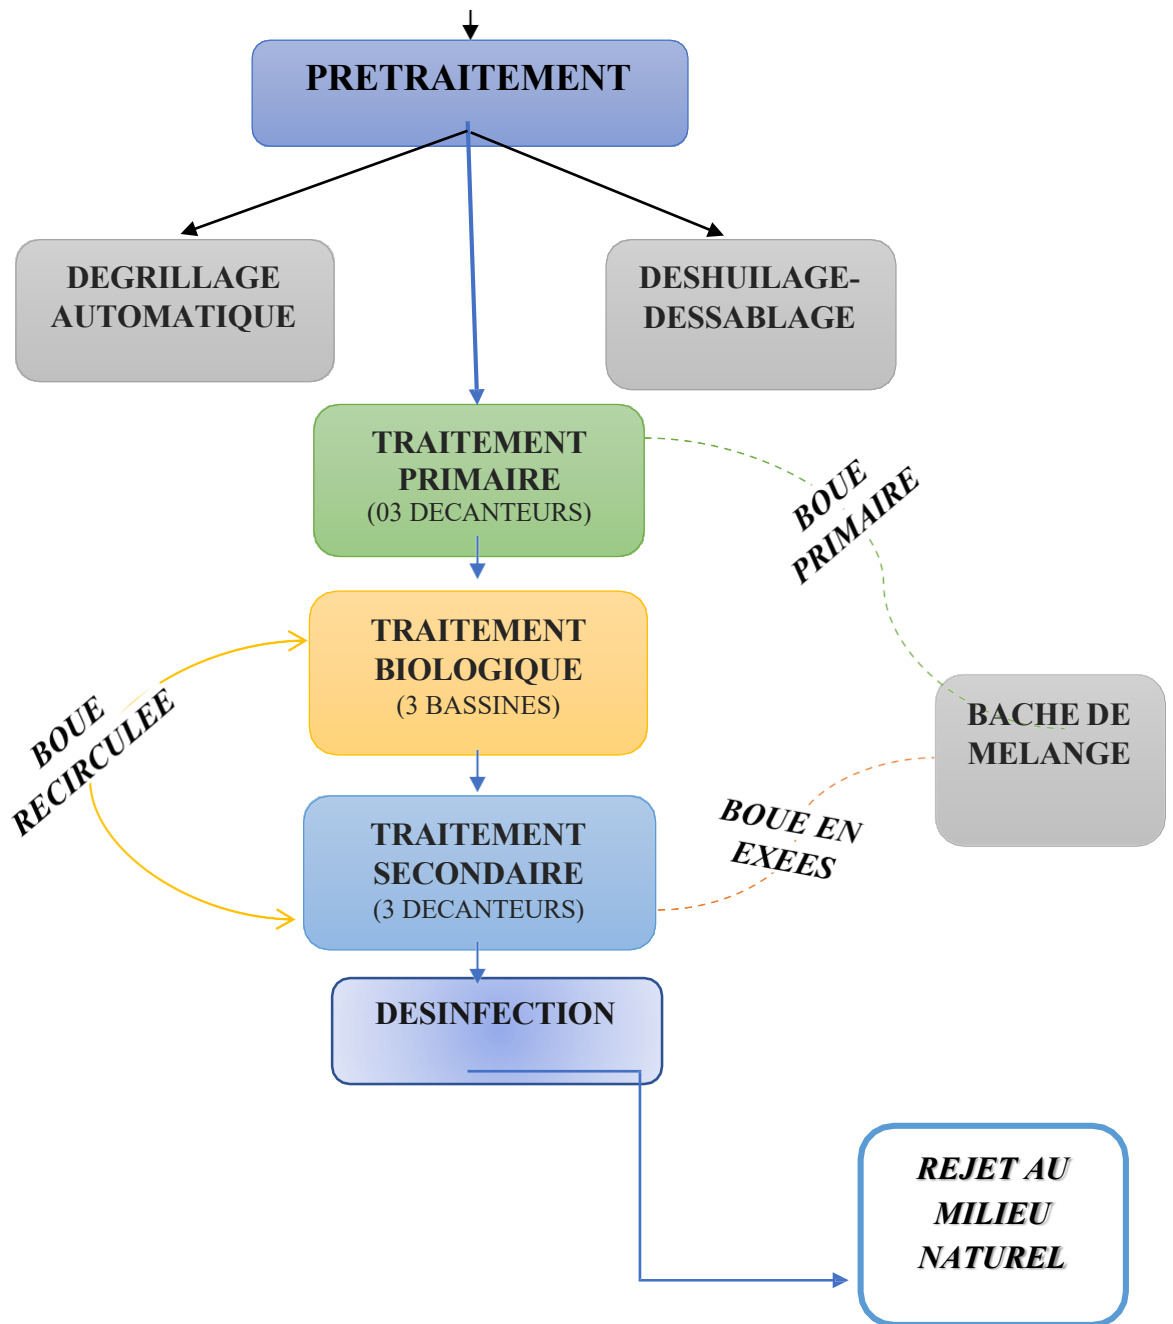 PRETRAITEMENT
DEGRILLAGE
AUTOMATIQUE
DESHUILAGE-
DESSABLAGE
TRAITEMENT
PRIMAIRE
(03 DECANTEURS)
BOUE
PRIMAIRE
TRAITEMENT
BIOLOGIQUE
(3 BASSINES)
BOUE
RECIRCULEE
BACHE DE
MELANGE
TRAITEMENT
SECONDAIRE
(3 DECANTEURS)
BOUE EN
EXEES
DESINFECTION
REJET AU
MILIEU
NATUREL